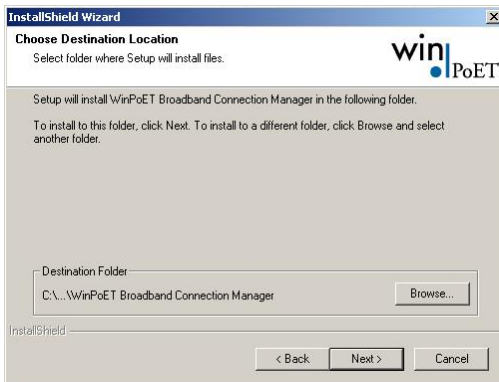 InstallShield Wizard
Choose Destination Location
Select folder where Setup will install files.
win
PoET
Setup will install WinPoET Broadband Connection Manager in the following folder.
To install to this folder, click Next. To install to a different folder, click Browse and select
another folder.
Destination Folder
C:\...\WinPoET Broadband Connection Manager
Browse...
InstallShield
< Back
Next >
Cancel